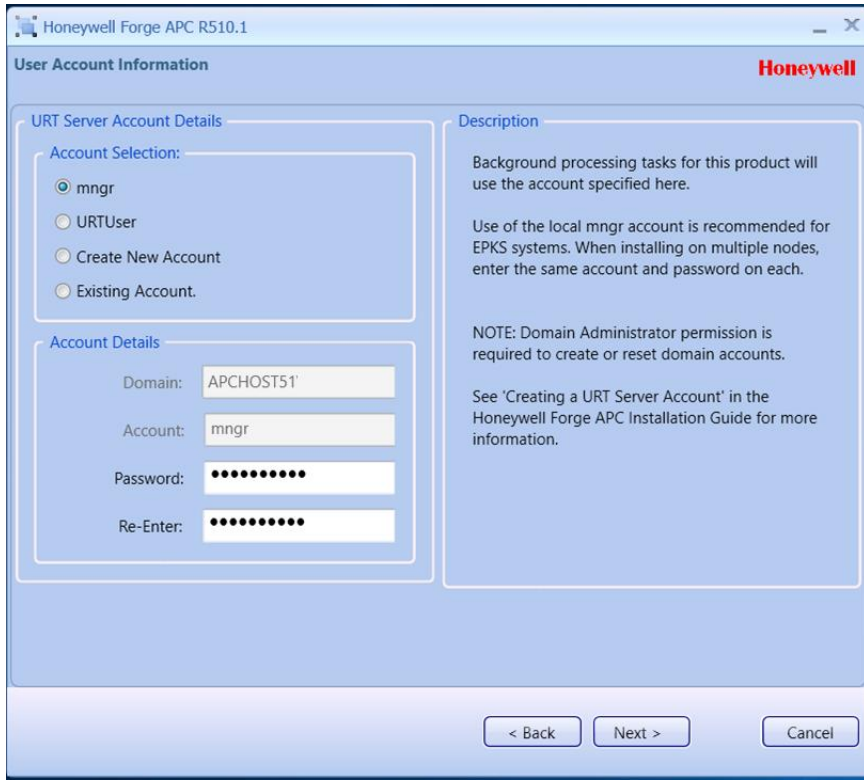 Honeywell Forge APC R510.1
User Account Information
Honeywell
URT Server Account Details
Account Selection:
mngr
URTUser
Create New Account
Existing Account.
Account Details
Domain:
APCHOST51
Account:
mngr
Password:
••••••••••
Re-Enter:
••••••••••
Description
Background processing tasks for this product will
use the account specified here.
Use of the local mngr account is recommended for
EPKS systems. When installing on multiple nodes,
enter the same account and password on each.
NOTE: Domain Administrator permission is
required to create or reset domain accounts.
See 'Creating a URT Server Account' in the
Honeywell Forge APC Installation Guide for more
information.
< Back
Next >
Cancel